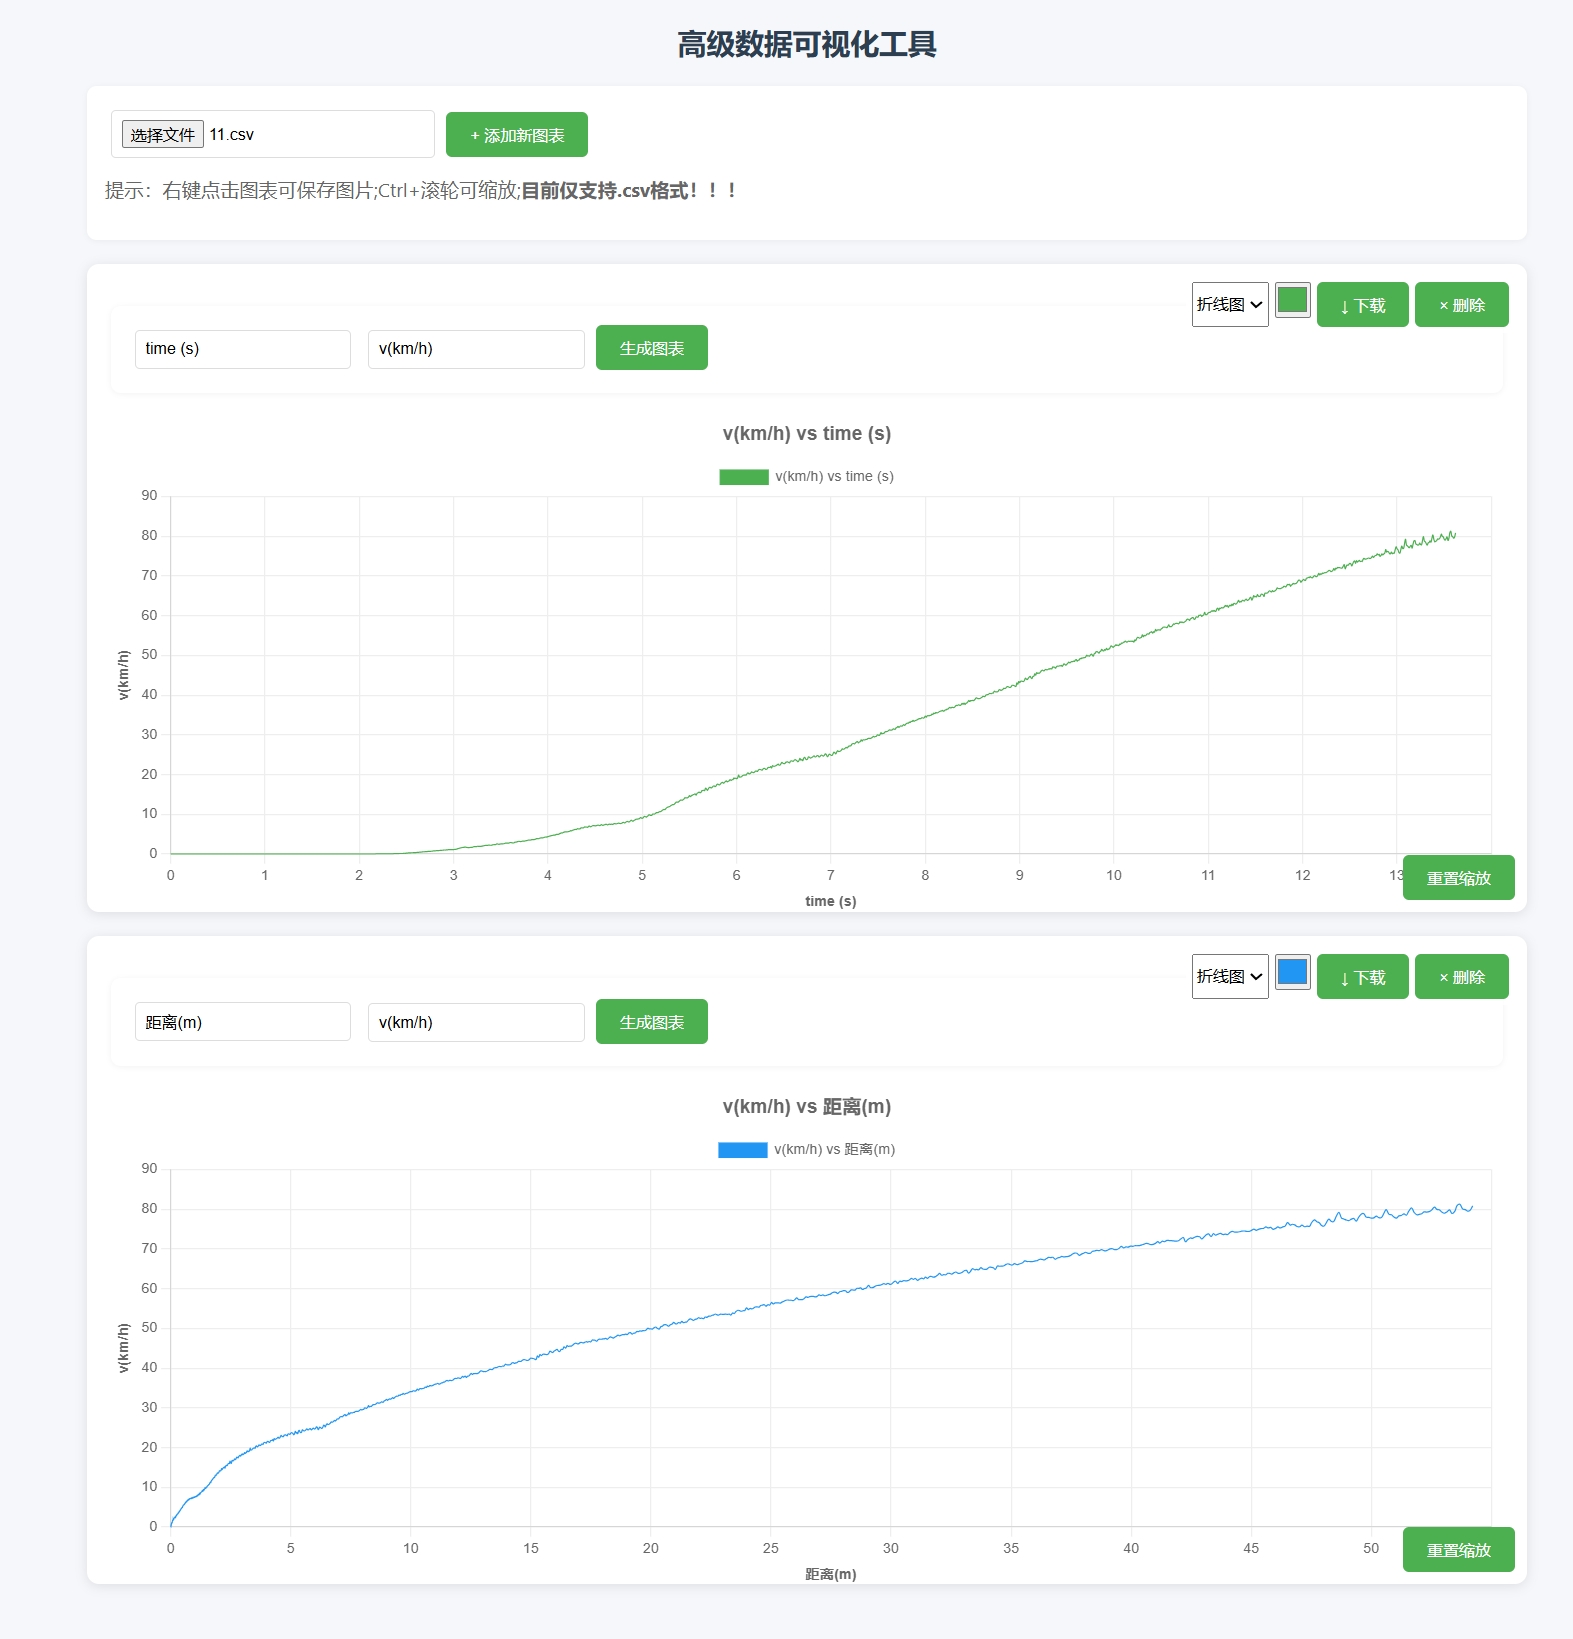 高级数据可视化工具
选择文件 11.csv + 添加新图表
提示：右键点击图表可保存图片;Ctrl+滚轮可缩放;目前仅支持.csv格式！！！
折线图 ↓ 下载 × 删除
time (s) v(km/h) 生成图表
v(km/h) vs time (s)
v(km/h) vs time (s)
90
80
70
60
50
40
30
20
10
0
v(km/h)
0 1 2 3 4 5 6 7 8 9 10 11 12 13
重置缩放
time (s)
折线图 ↓ 下载 × 删除
距离(m) v(km/h) 生成图表
v(km/h) vs 距离(m)
v(km/h) vs 距离(m)
90
80
70
60
50
40
30
20
10
0
v(km/h)
0 5 10 15 20 25 30 35 40 45 50
重置缩放
距离(m)